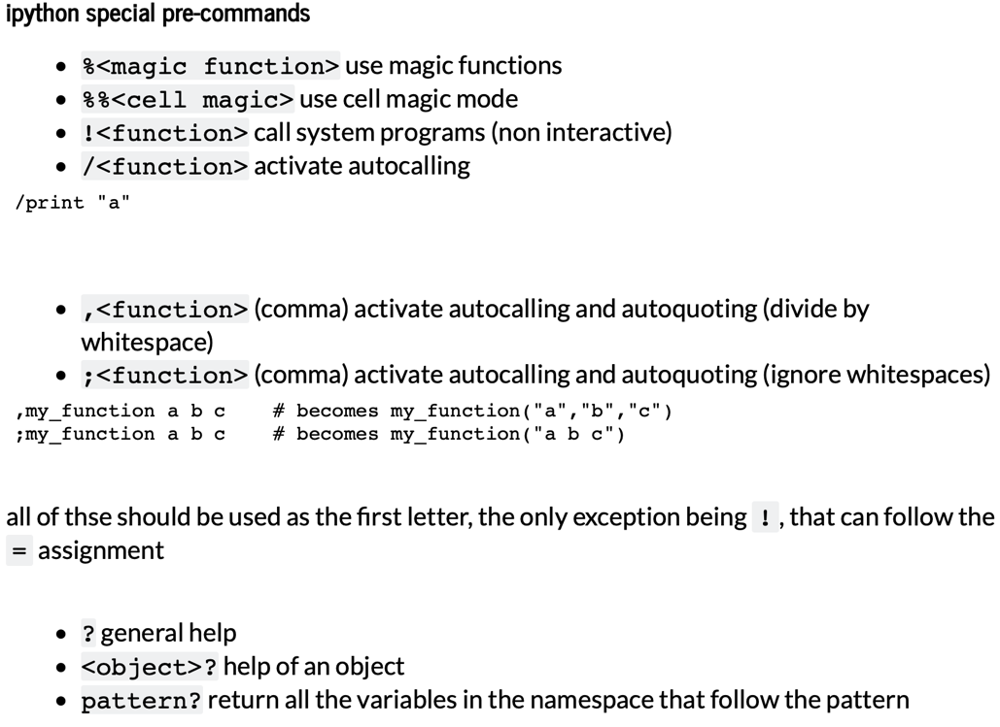 ipython special pre-commands
• %<magic function> use magic functions
• %%<cell magic> use cell magic mode
• !<function> call system programs (non interactive)
• /<function> activate autocalling
/print "a"
• ,<function> (comma) activate autocalling and autoquoting (divide by
whitespace)
• ;<function> (comma) activate autocalling and autoquoting (ignore whitespaces)
,my_function a b c    # becomes my_function("a","b","c")
;my_function a b c    # becomes my_function("a b c")
all of thse should be used as the first letter, the only exception being ! , that can follow the
= assignment
• ? general help
• <object>? help of an object
• pattern? return all the variables in the namespace that follow the pattern